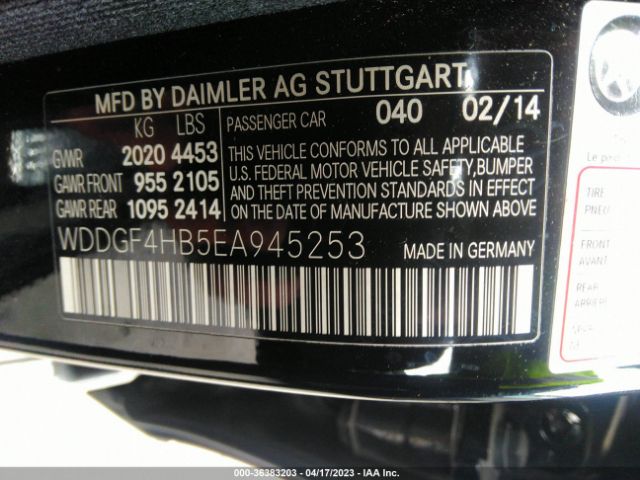 MFD BY DAIMLER AG STUTTGART
KG LBS
PASSENGER CAR 040 02/14
GVWR 2020 4453
GAWR FRONT 955 2105
GAWR REAR 1095 2414
THIS VEHICLE CONFORMS TO ALL APPLICABLE
U.S. FEDERAL MOTOR VEHICLE SAFETY,BUMPER
AND THEFT PREVENTION STANDARDS IN EFFECT
ON THE DATE OF MANUFACTURE SHOWN ABOVE
WDDGF4HB5EA945253 MADE IN GERMANY
Le
TIRE
PNEU
FRONT
AVANT
REAR
000-36383203 - 04/17/2023 - IAAI.com